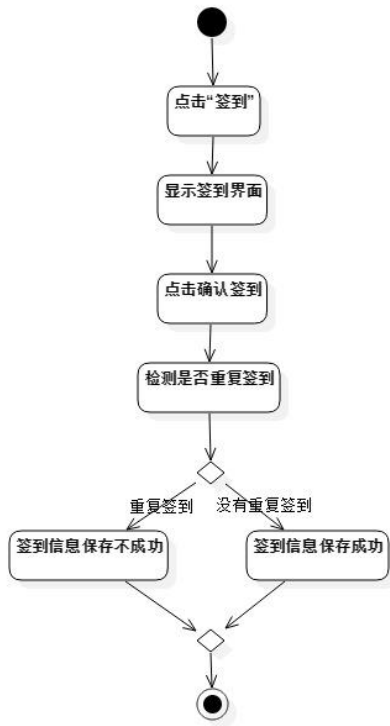 点击“签到”
显示签到界面
点击确认签到
检测是否重复签到
重复签到
没有重复签到
签到信息保存不成功
签到信息保存成功